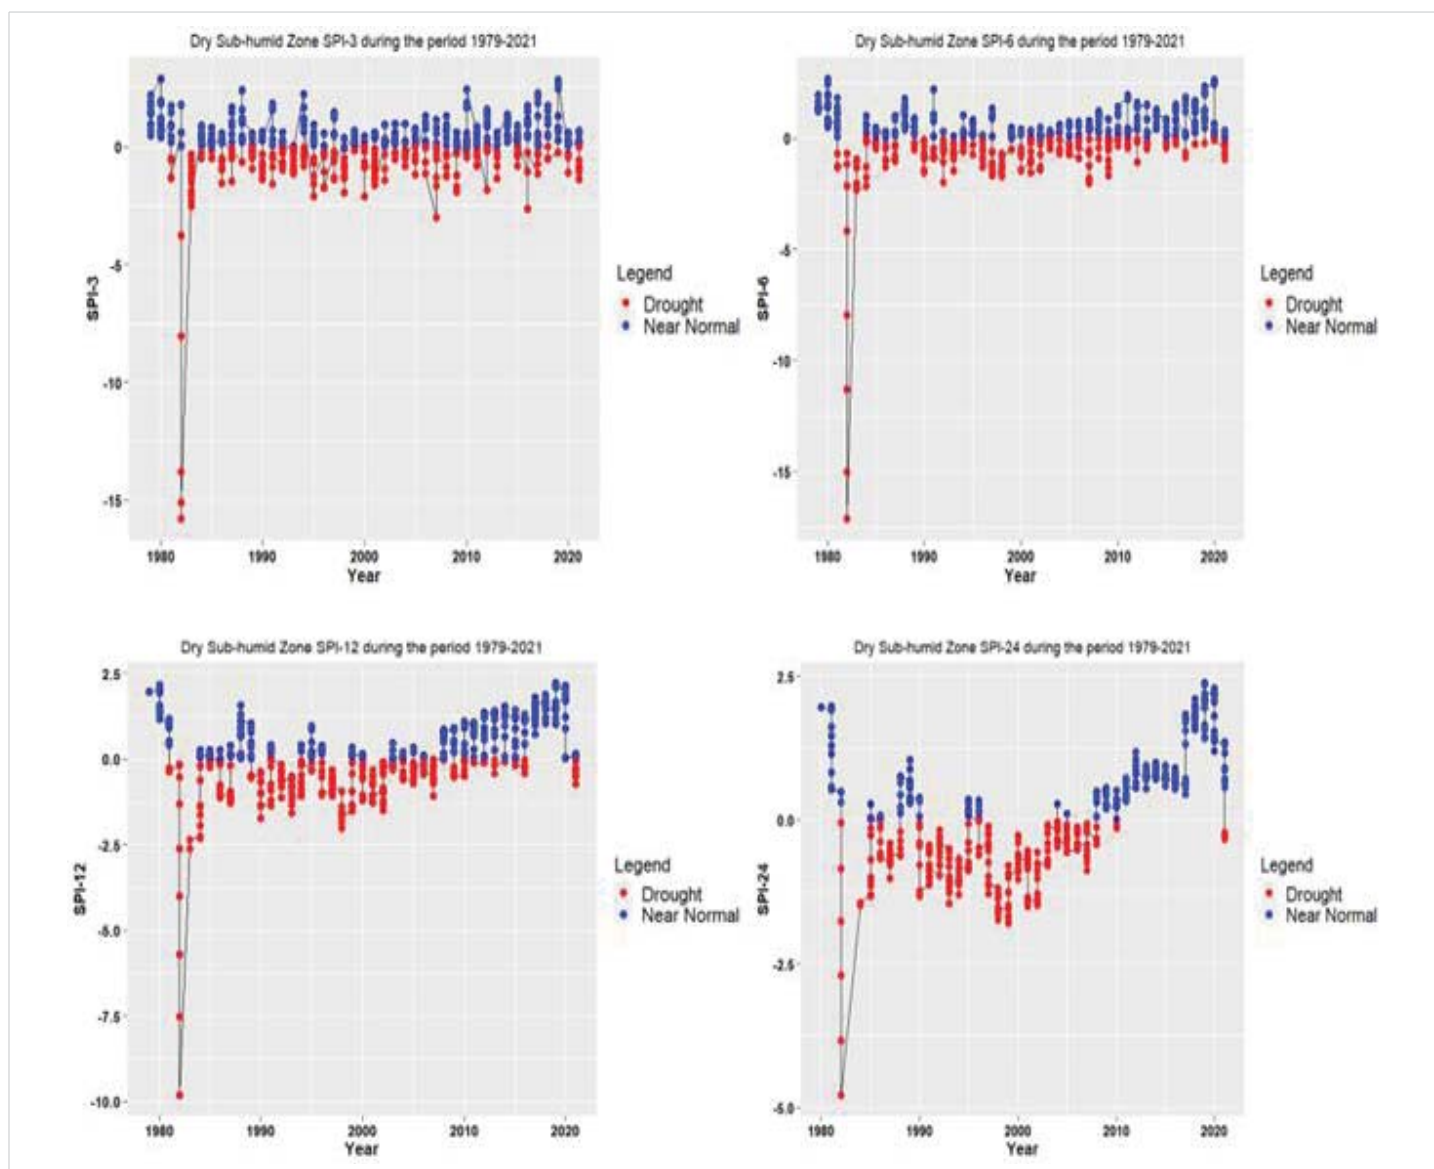 Dry Sub-humid Zone SPI-3 during the period 1979-2021
0
-5
-10
-15
SPI-3
1980 1990 2000 2010 2020
Year
Legend
Drought
Near Normal
Dry Sub-humid Zone SPI-6 during the period 1979-2021
0
-5
-10
-15
SPI-6
1980 1990 2000 2010 2020
Year
Legend
Drought
Near Normal
Dry Sub-humid Zone SPI-12 during the period 1979-2021
2.5
0.0
-2.5
-5.0
-7.5
-10.0
SPI-12
1980 1990 2000 2010 2020
Year
Legend
Drought
Near Normal
Dry Sub-humid Zone SPI-24 during the period 1979-2021
2.5
0.0
-2.5
-5.0
SPI-24
1980 1990 2000 2010 2020
Year
Legend
Drought
Near Normal